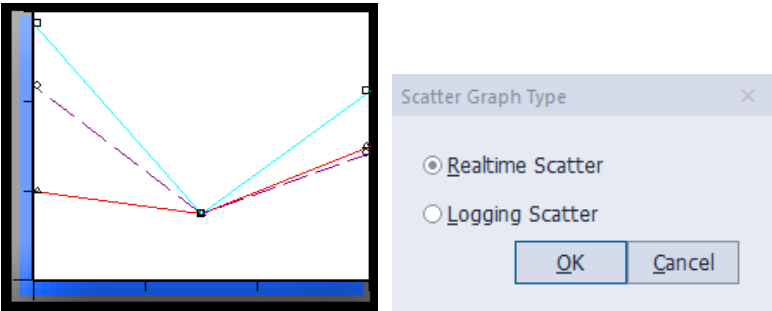 Scatter Graph Type
Realtime Scatter
Logging Scatter
OK
Cancel